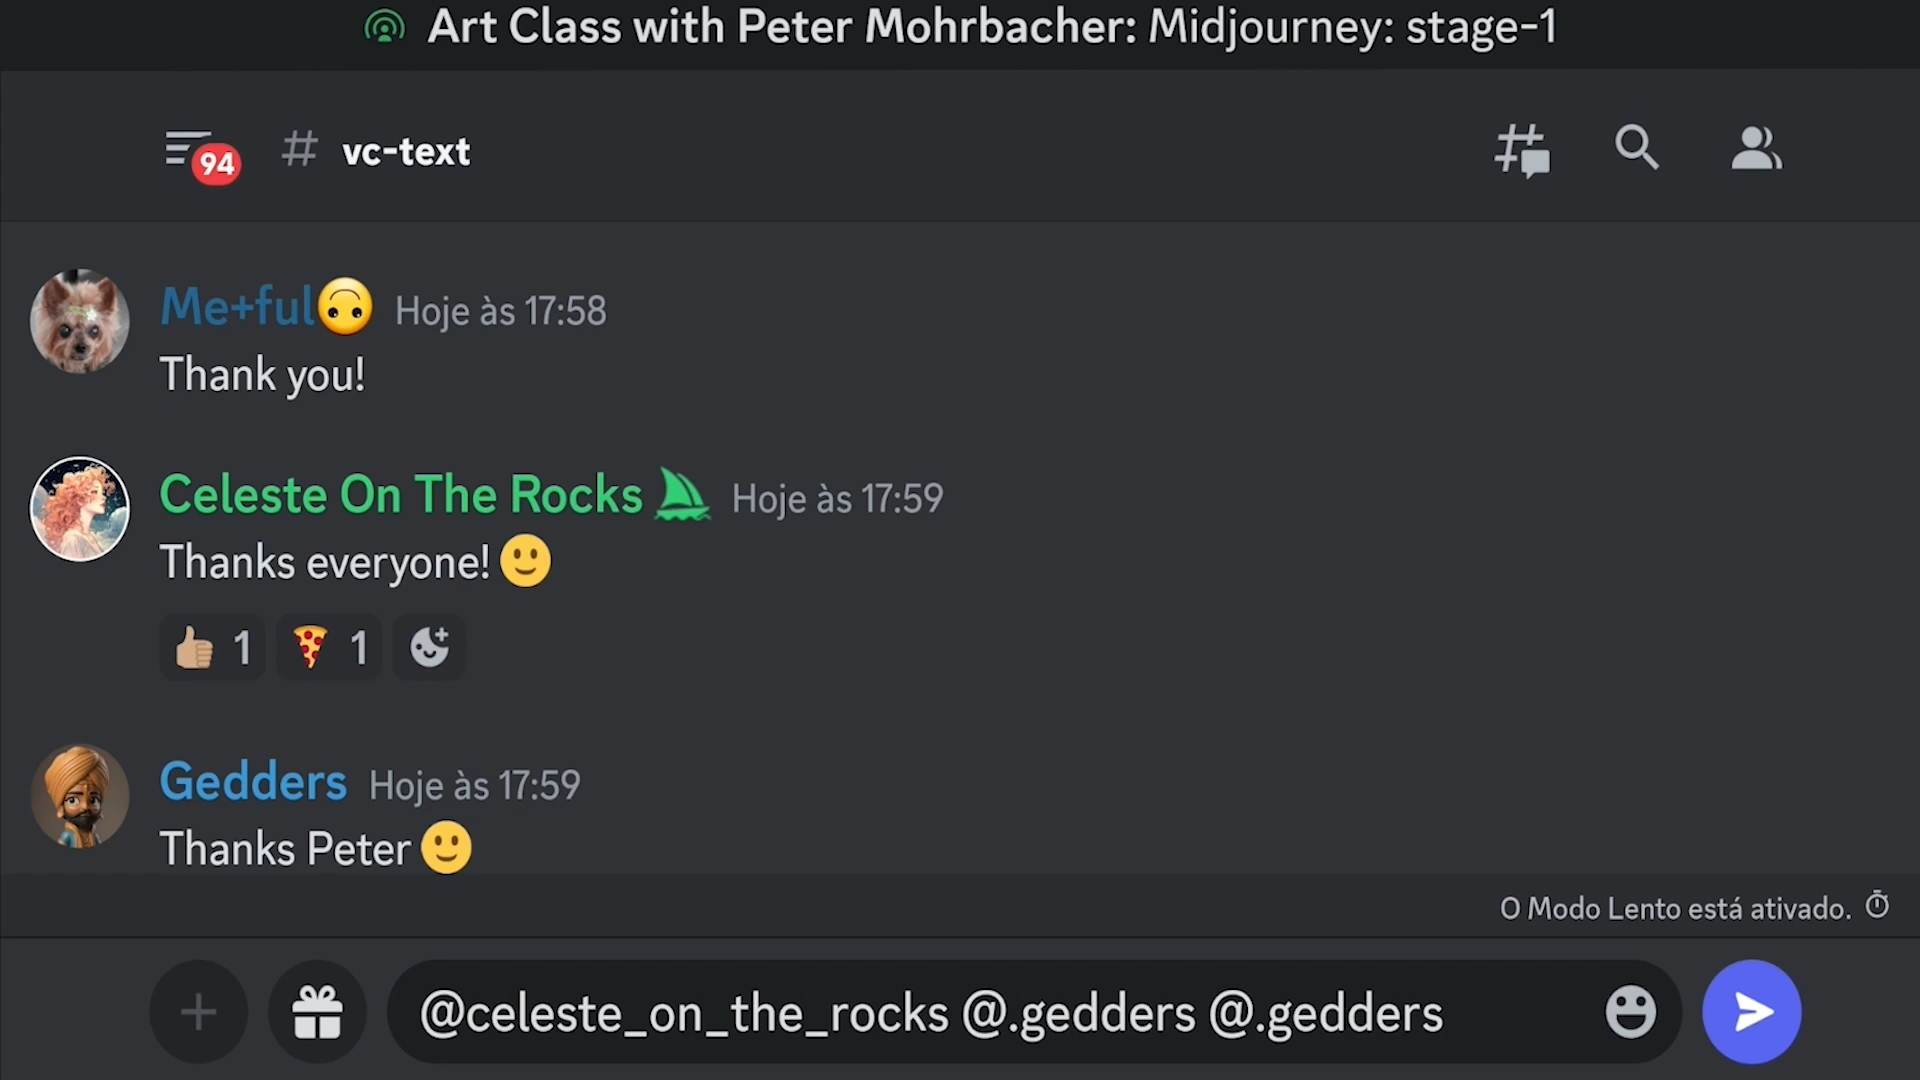 Art Class with Peter Mohrbacher: Midjourney: stage-1
94 # vc-text
Me+ful🙃 Hoje às 17:58
Thank you!
Celeste On The Rocks Hoje às 17:59
Thanks everyone! 🙂
👍🏼 1 🍕 1
Gedders Hoje às 17:59
Thanks Peter 🙂
O Modo Lento está ativado.
@celeste_on_the_rocks @.gedders @.gedders